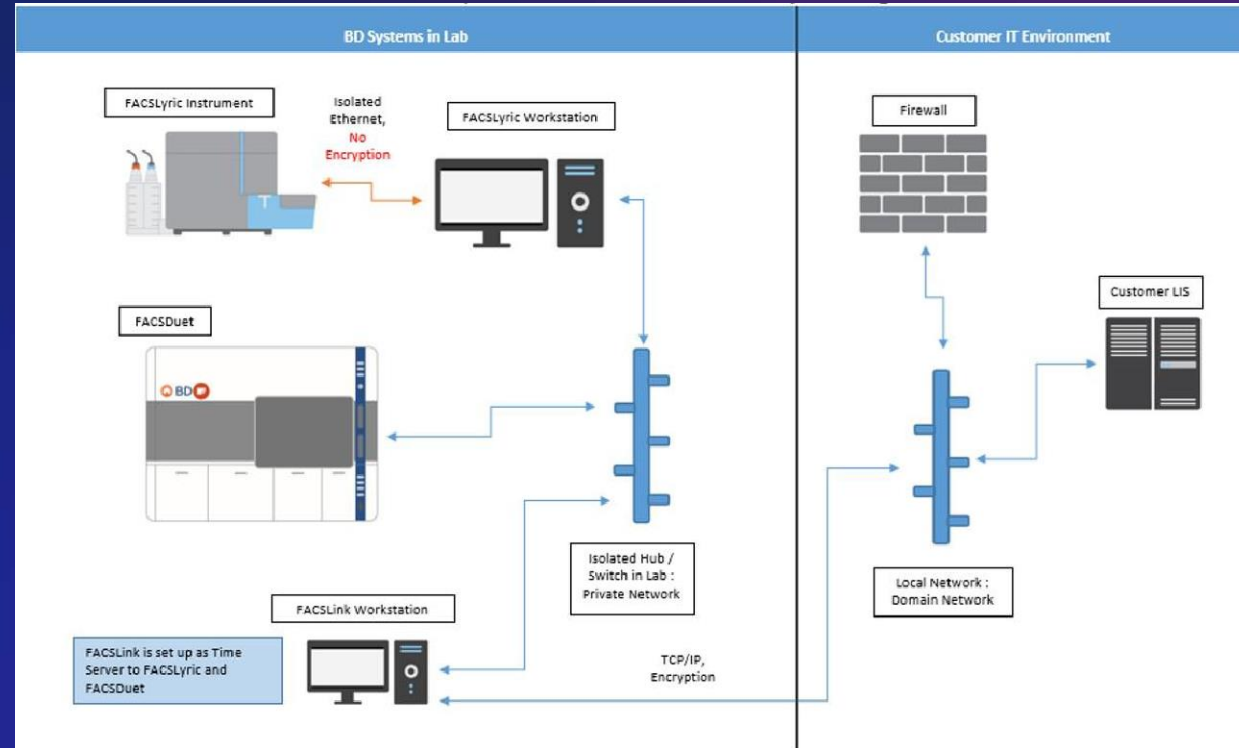 BD Systems in Lab
Customer IT Environment
FACSLyric Instrument
Isolated
Ethernet,
No
Encryption
FACSLyric Workstation
Firewall
Customer LIS
FACSDuet
BD
Isolated Hub /
Switch in Lab :
Private Network
Local Network :
Domain Network
FACSLink Workstation
FACSLink is set up as Time
Server to FACSLyric and
FACSDuet
TCP/IP,
Encryption